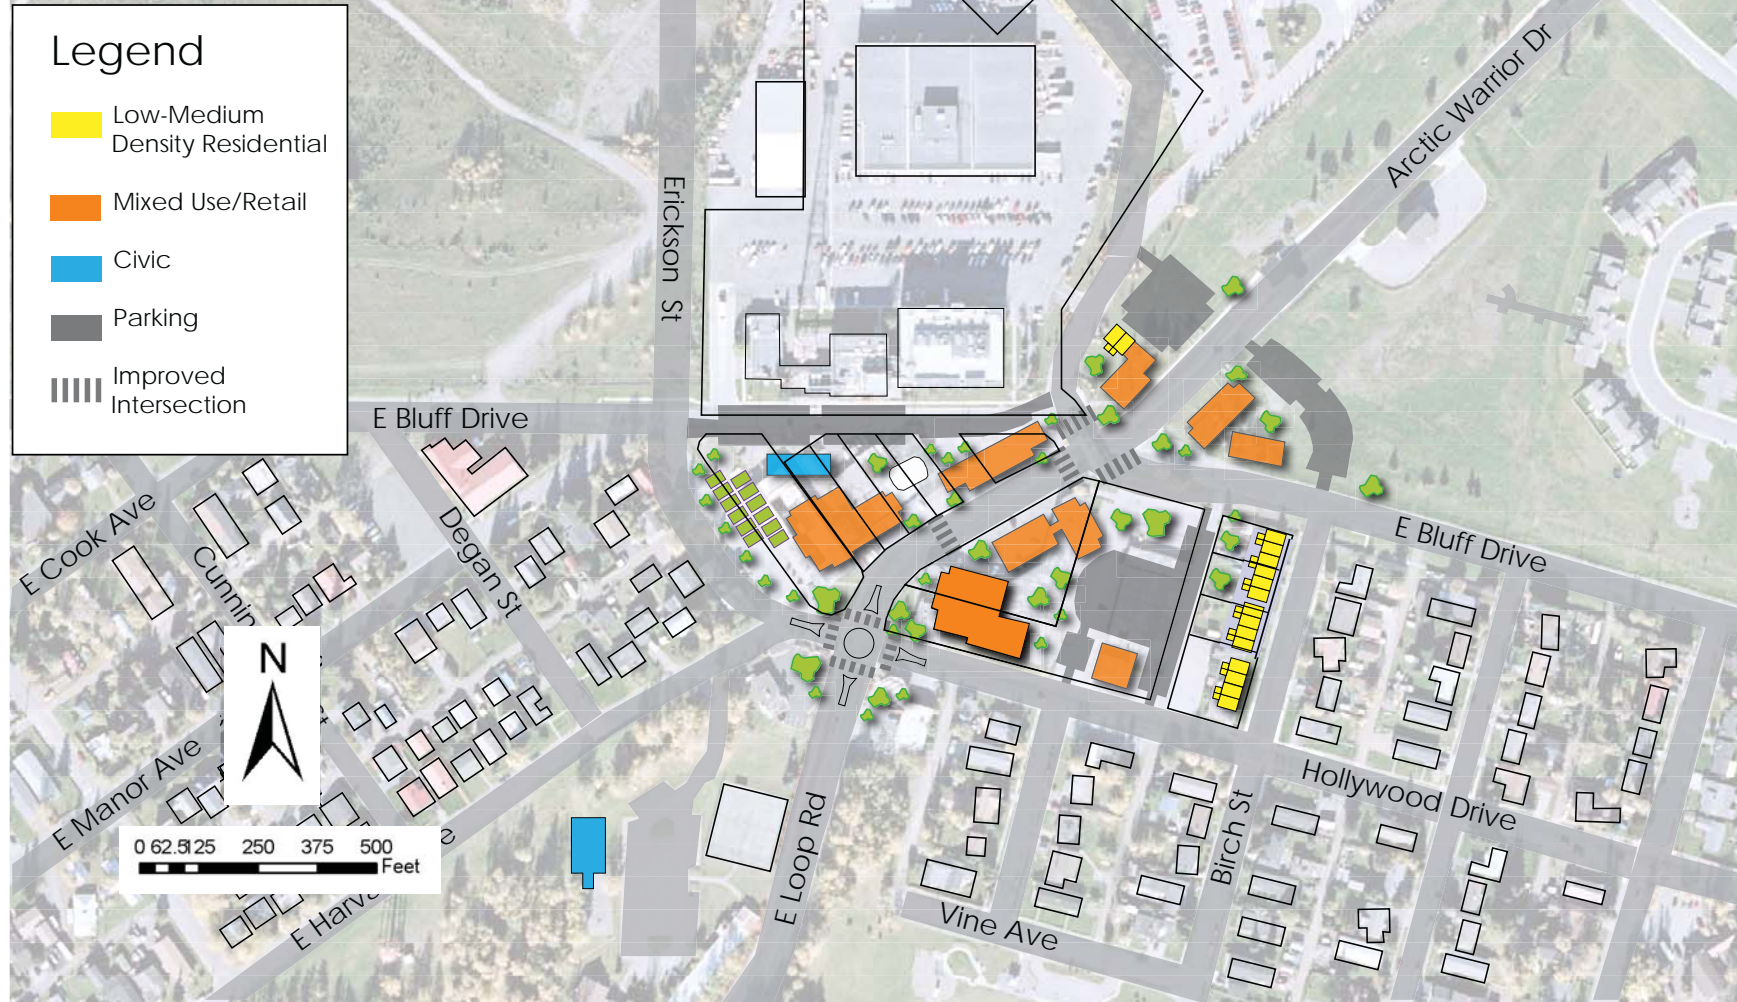 Legend
Low-Medium
Density Residential
Mixed Use/Retail
Civic
Parking
Improved
Intersection
Arctic Warrior Dr
Erickson St
E Bluff Drive
E Cook Ave
Cunnin
Degan St
E Bluff Drive
N
E Manor Ave
0 62.5125 250 375 500
Feet
E Harva
e
E Loop Rd
Hollywood Drive
Birch St
Vine Ave